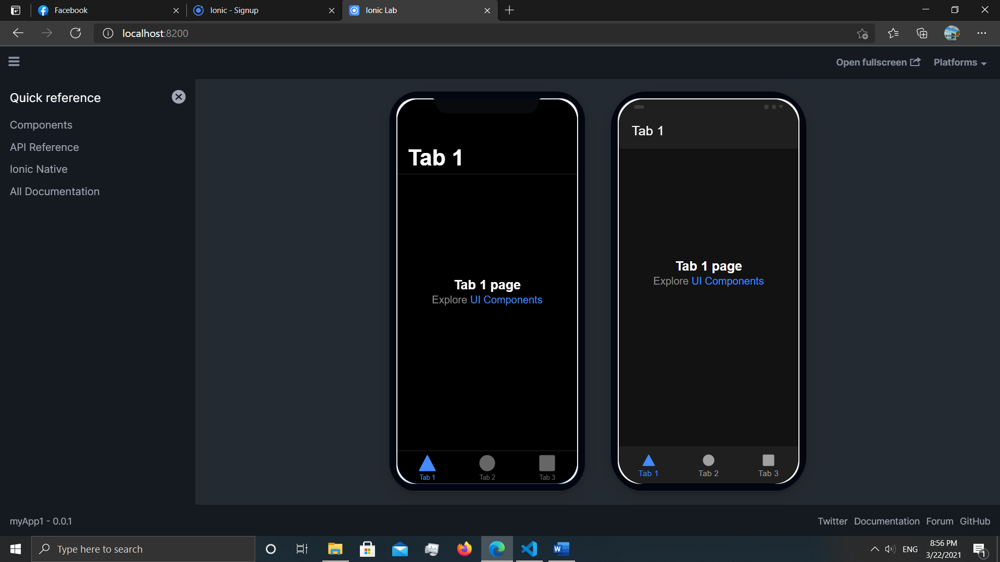 Facebook
Ionic - Signup
Ionic Lab
localhost:8200
Open fullscreen
Platforms
Quick reference
Components
API Reference
Ionic Native
All Documentation
Tab 1
Tab 1 page
Explore UI Components
Tab 1
Tab 2
Tab 3
Tab 1
Tab 1 page
Explore UI Components
Tab 1
Tab 2
Tab 3
myApp1 - 0.0.1
Twitter Documentation Forum GitHub
Type here to search
W
ENG
8:56 PM
3/22/2021
1